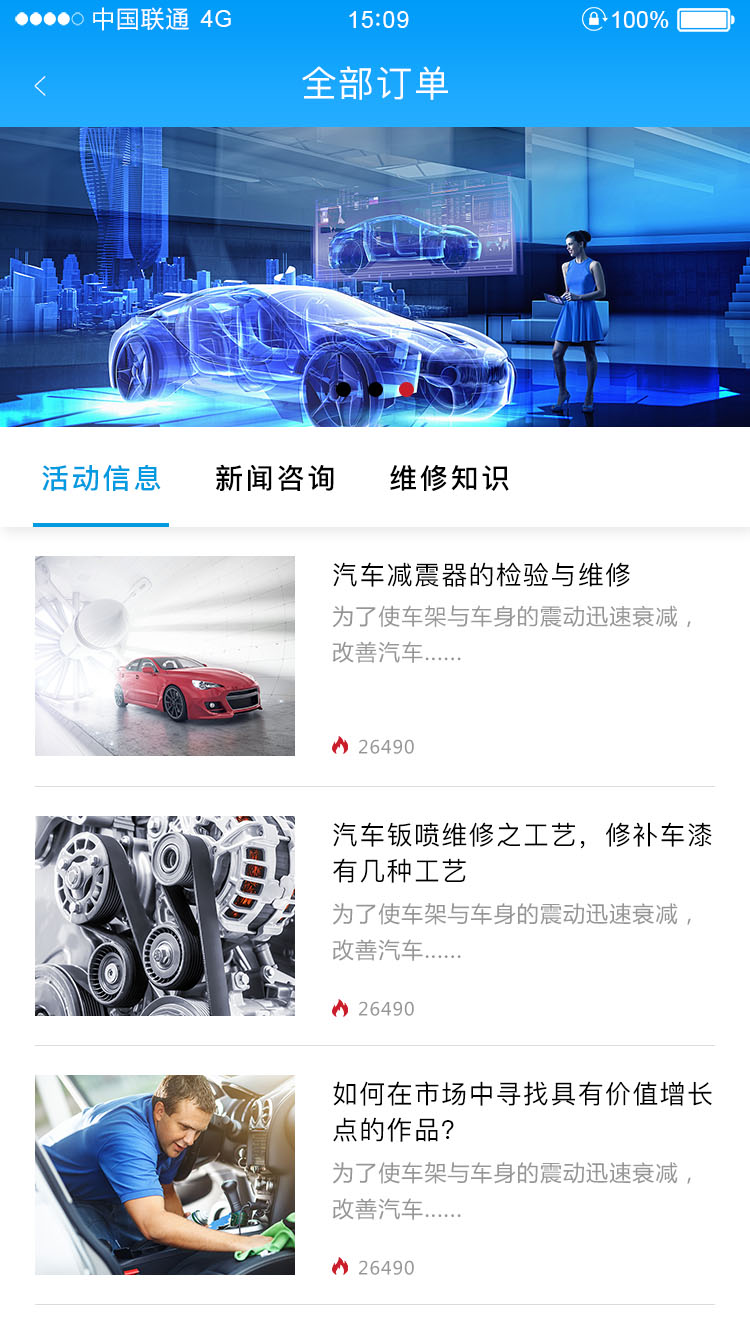 中国联通 4G 15:09 100%
全部订单
活动信息 新闻咨询 维修知识
汽车减震器的检验与维修
为了使车架与车身的震动迅速衰减，
改善汽车......
26490
汽车钣喷维修之工艺，修补车漆
有几种工艺
为了使车架与车身的震动迅速衰减，
改善汽车......
26490
如何在市场中寻找具有价值增长
点的作品?
为了使车架与车身的震动迅速衰减，
改善汽车......
26490